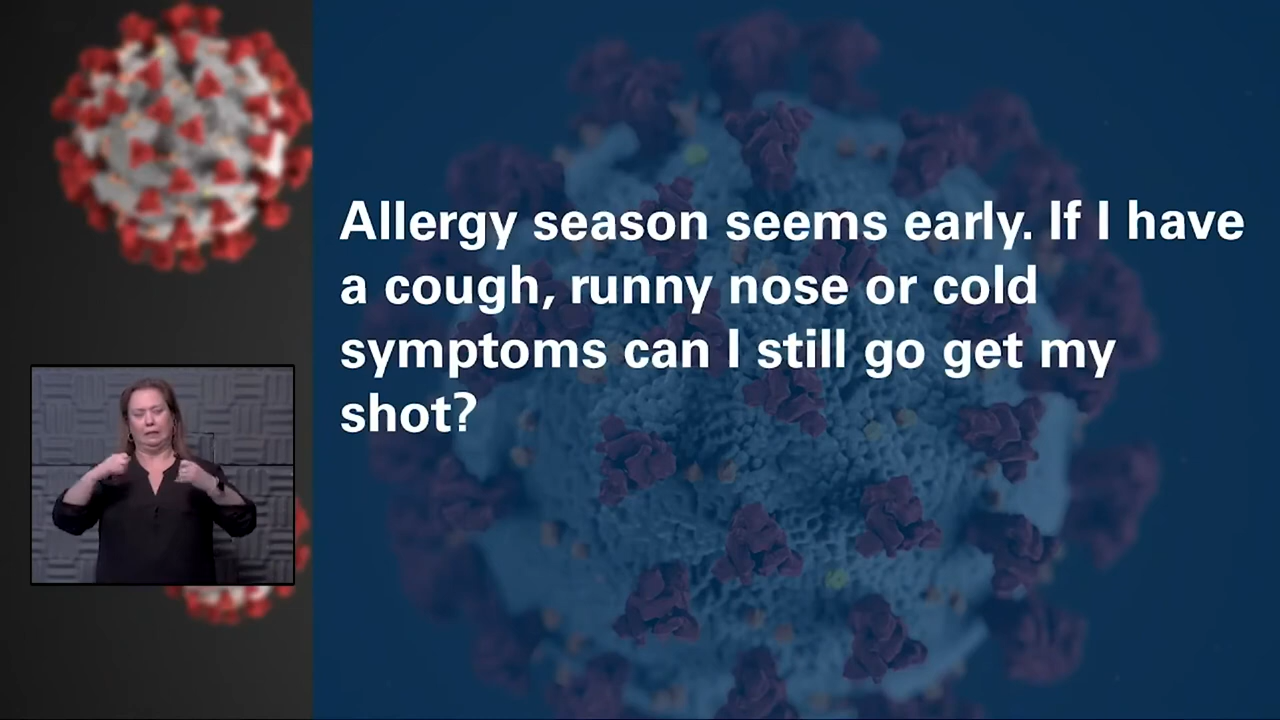 Allergy season seems early. If I have
a cough, runny nose or cold
symptoms can I still go get my
shot?